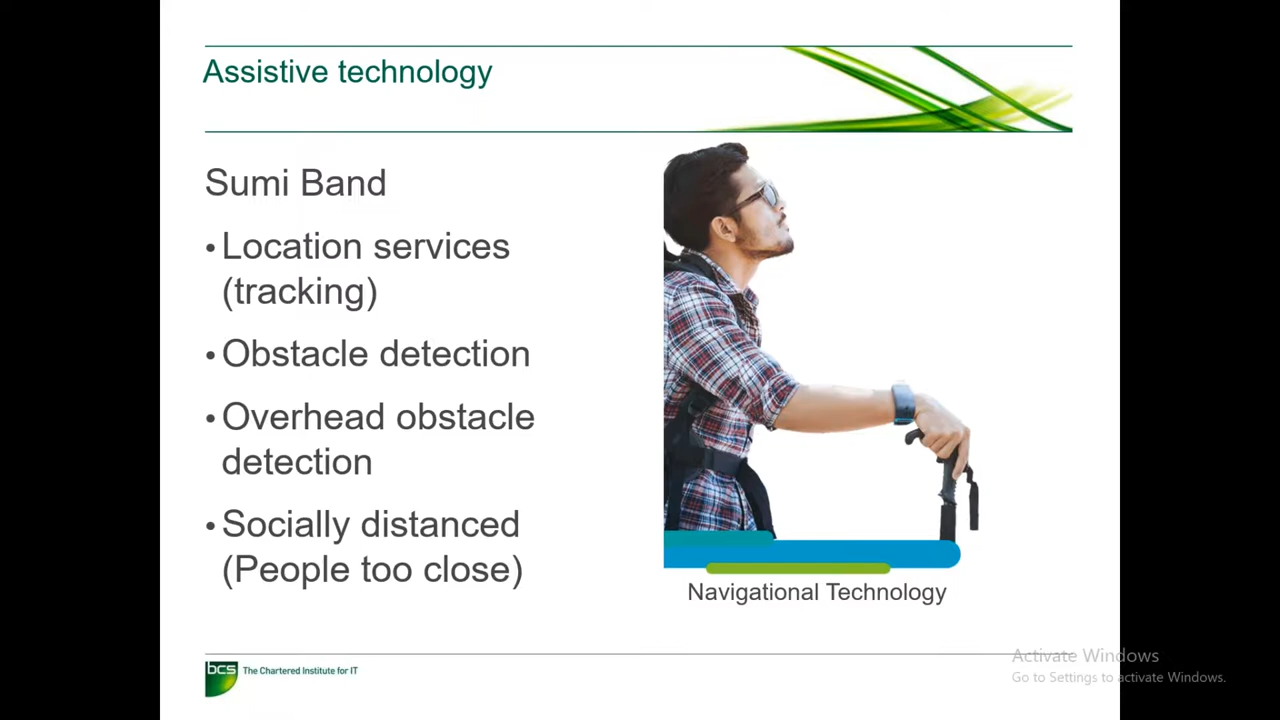 Assistive technology
Sumi Band
• Location services
(tracking)
• Obstacle detection
• Overhead obstacle
detection
• Socially distanced
(People too close)
Navigational Technology
bcs The Chartered Institute for IT
Activate Windows
Go to Settings to activate Windows.